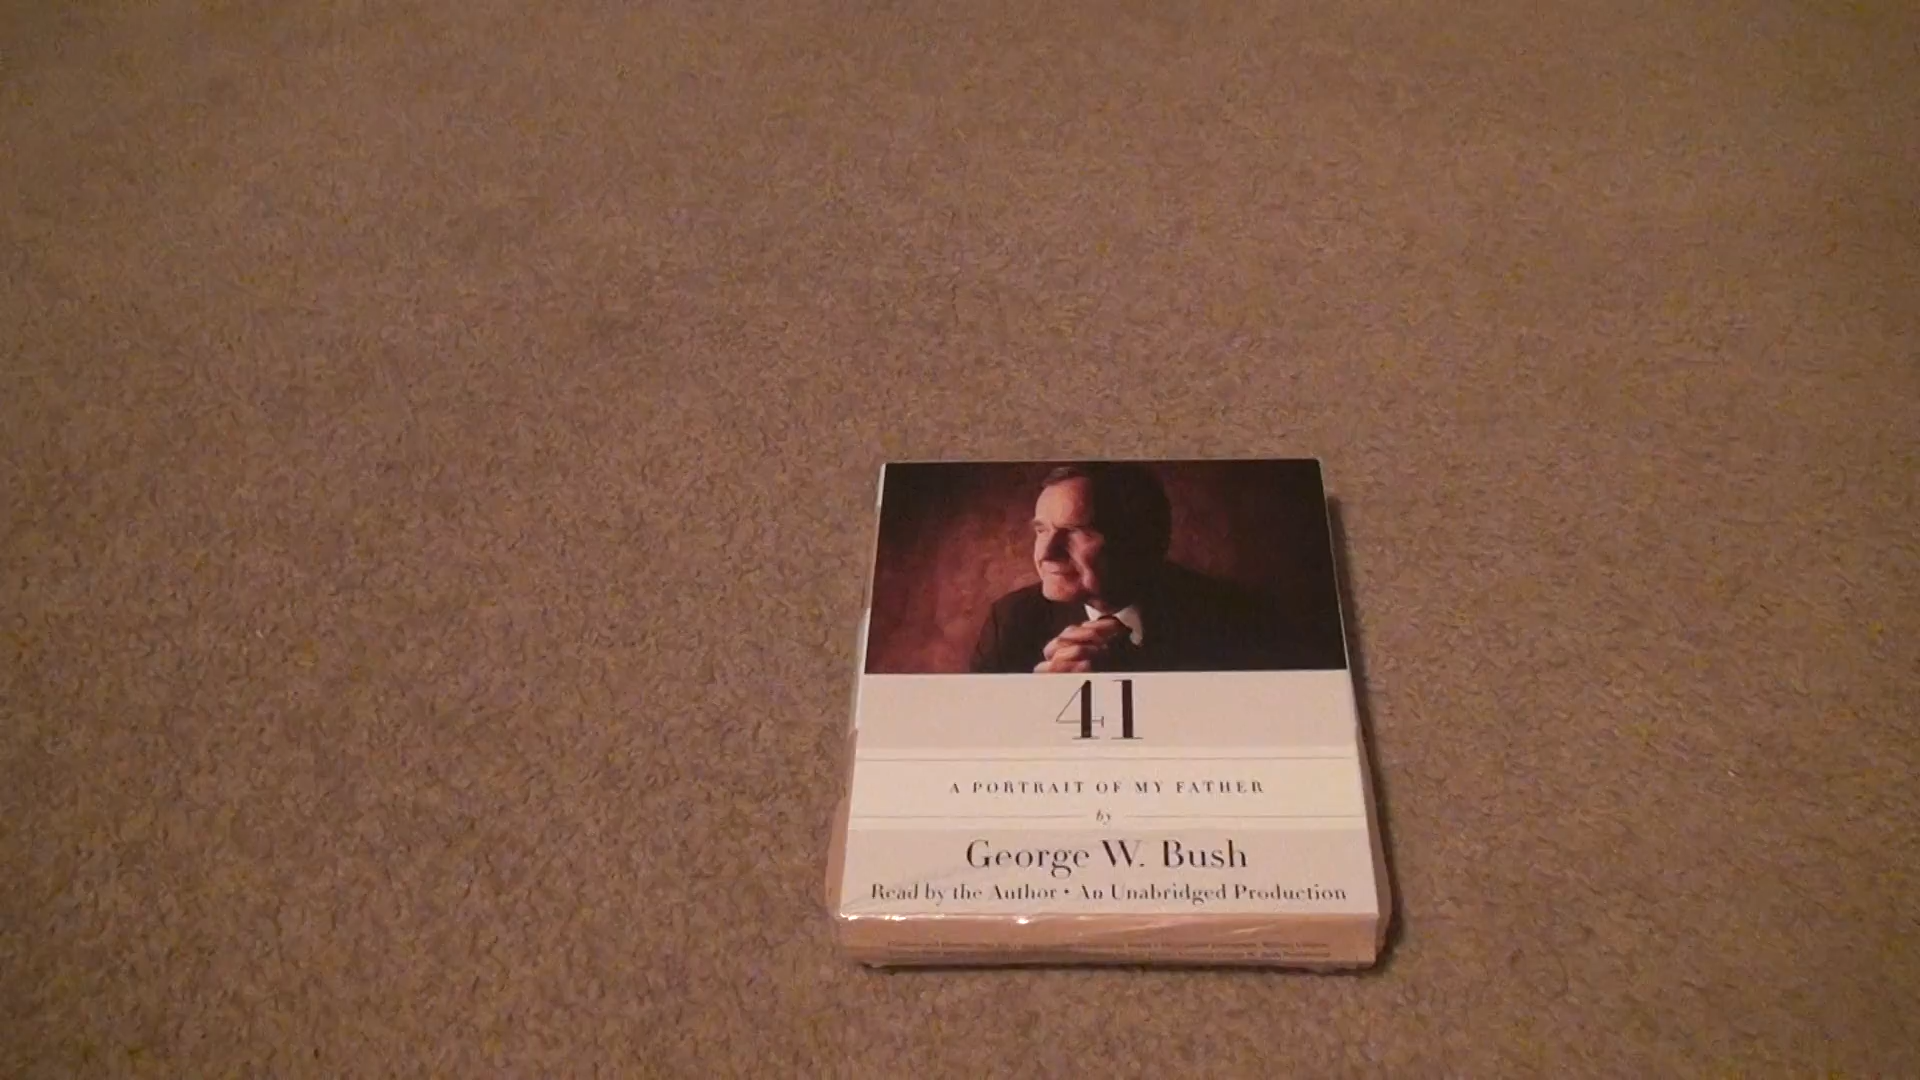 41
A PORTRAIT OF MY FATHER
by
George W. Bush
Read by the Author • An Unabridged Production